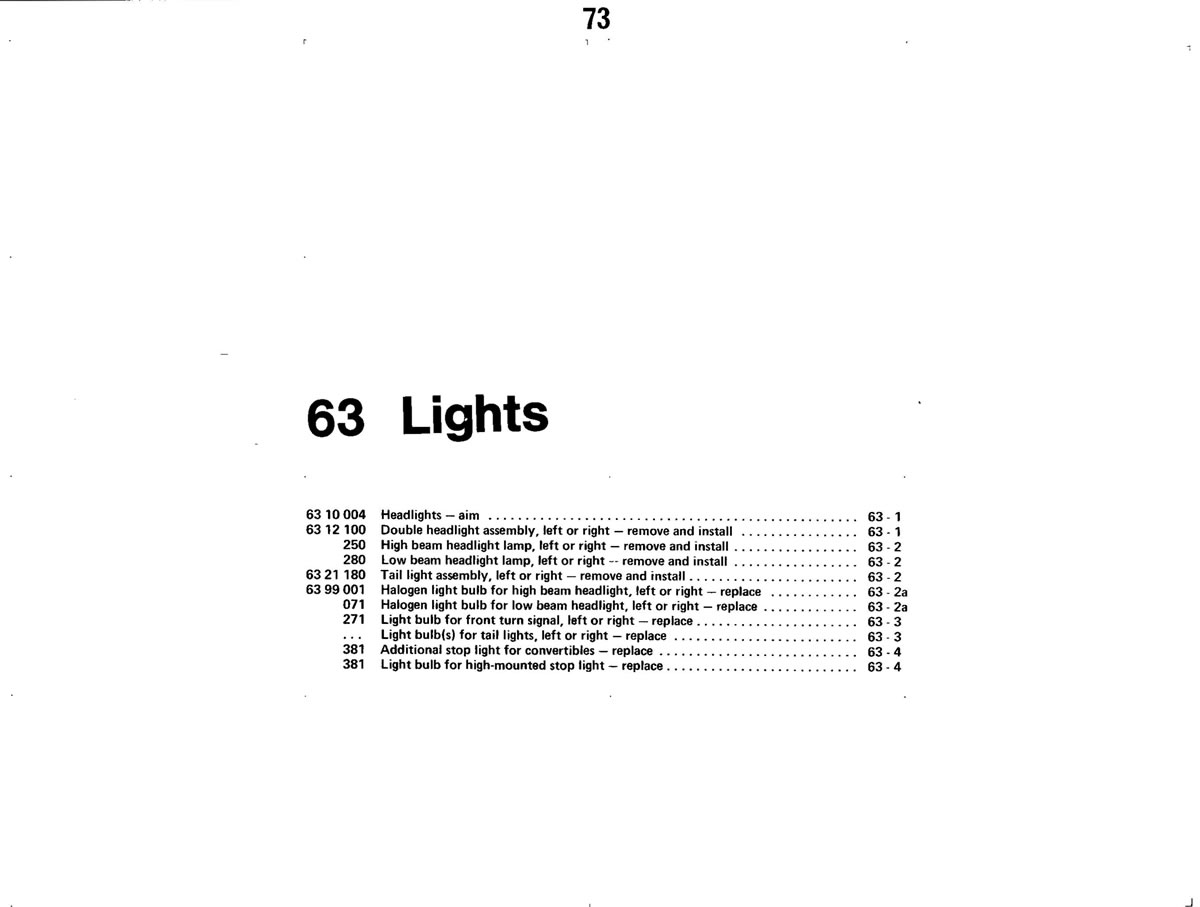 73
63 Lights
63 10 004 Headlights — aim .................................................. 63 - 1
63 12 100 Double headlight assembly, left or right — remove and install ................ 63 - 1
250 High beam headlight lamp, left or right — remove and install ................. 63 - 2
280 Low beam headlight lamp, left or right -- remove and install ................. 63 - 2
63 21 180 Tail light assembly, left or right — remove and install ....................... 63 - 2
63 99 001 Halogen light bulb for high beam headlight, left or right — replace ............ 63 - 2a
071 Halogen light bulb for low beam headlight, left or right — replace ............. 63 - 2a
271 Light bulb for front turn signal, left or right — replace ...................... 63 - 3
... Light bulb(s) for tail lights, left or right — replace ......................... 63 - 3
381 Additional stop light for convertibles — replace ........................... 63 - 4
381 Light bulb for high-mounted stop light — replace .......................... 63 - 4